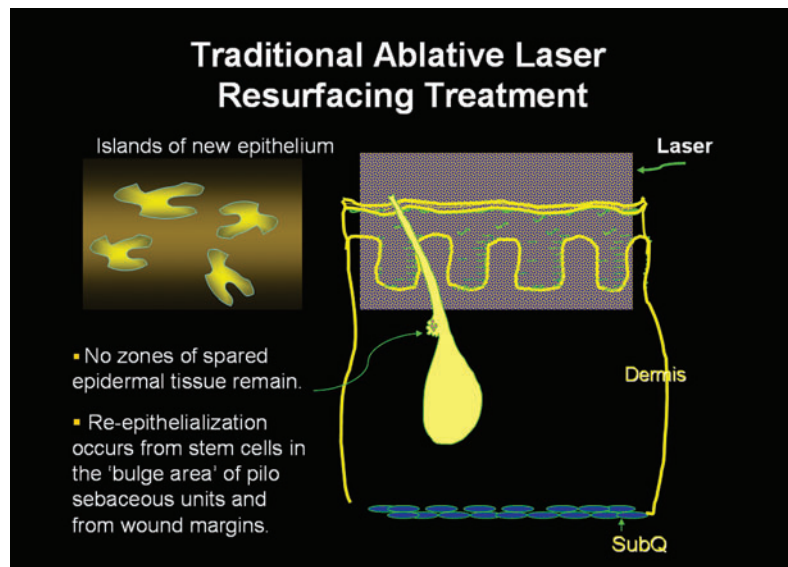 Traditional Ablative Laser
Resurfacing Treatment
Islands of new epithelium
Laser
▪ No zones of spared
epidermal tissue remain.
Dermis
▪ Re-epithelialization
occurs from stem cells in
the 'bulge area' of pilo
sebaceous units and
from wound margins.
SubQ